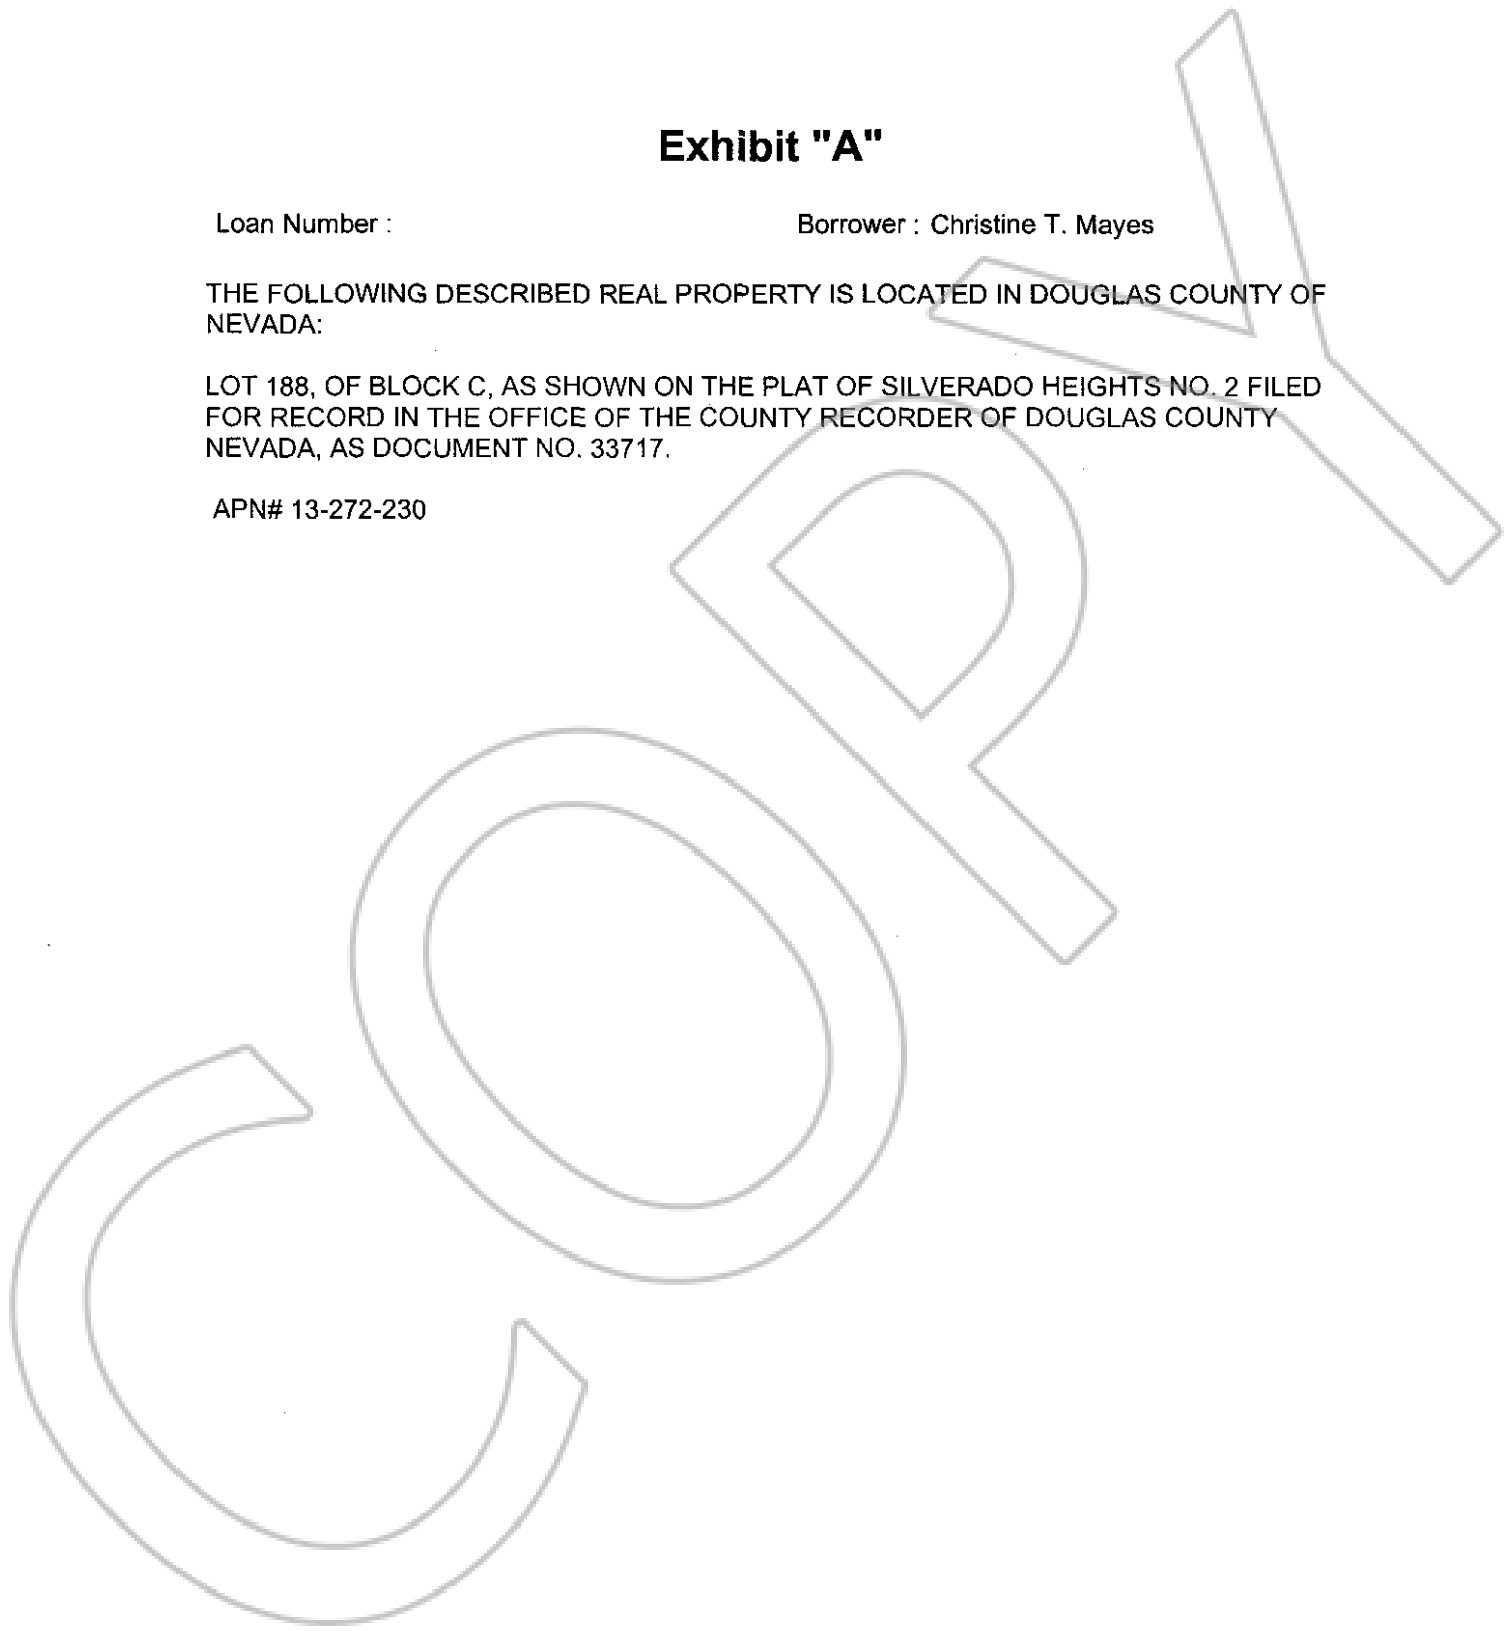 Exhibit "A"
Loan Number :
Borrower : Christine T. Mayes
THE FOLLOWING DESCRIBED REAL PROPERTY IS LOCATED IN DOUGLAS COUNTY OF
NEVADA:
LOT 188, OF BLOCK C, AS SHOWN ON THE PLAT OF SILVERADO HEIGHTS NO. 2 FILED
FOR RECORD IN THE OFFICE OF THE COUNTY RECORDER OF DOUGLAS COUNTY
NEVADA, AS DOCUMENT NO. 33717.
APN# 13-272-230
COPY